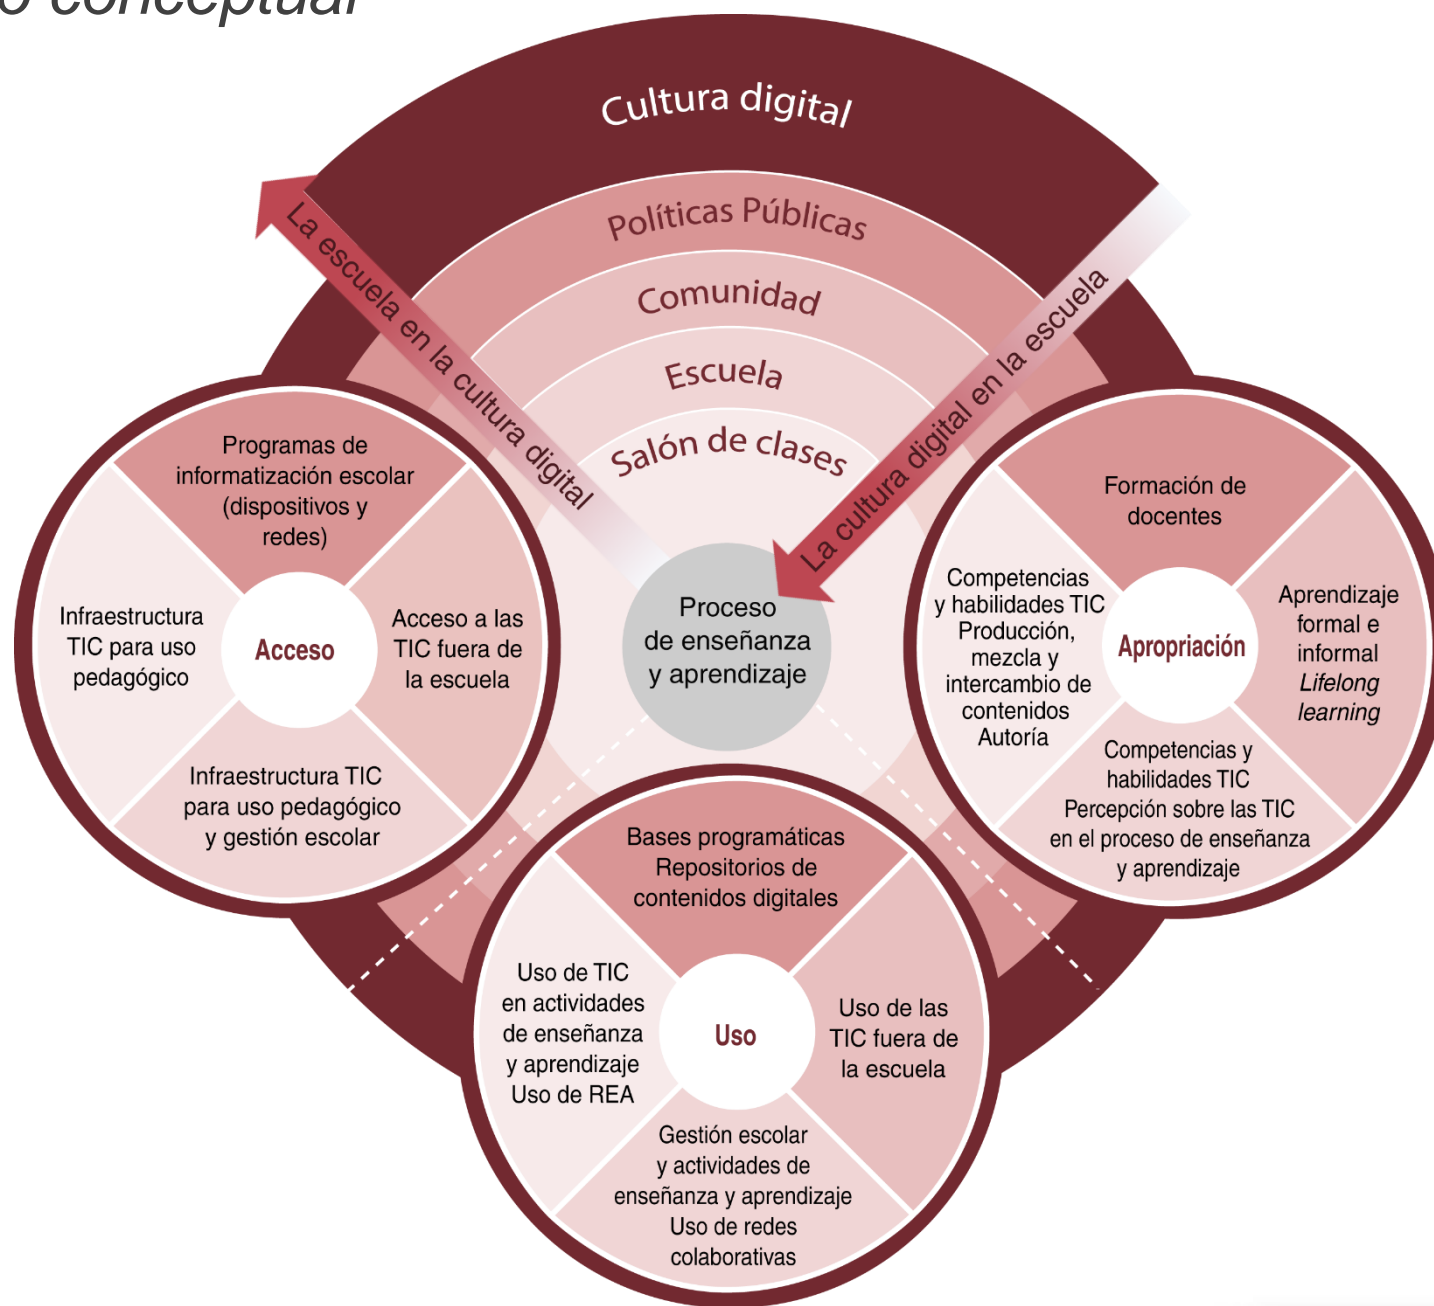 conceptual
Cultura digital
Políticas Públicas
Comunidad
Escuela
Salón de clases
La escuela en la cultura digital
La cultura digital en la escuela
Proceso
de enseñanza
y aprendizaje
Programas de
informatización escolar
(dispositivos y
redes)
Infraestructura
TIC para uso
pedagógico
Acceso
Acceso a las
TIC fuera de
la escuela
Infraestructura TIC
para uso pedagógico
y gestión escolar
Formación de
docentes
Competencias
y habilidades TIC
Producción,
mezcla y
intercambio de
contenidos
Autoría
Apropriación
Aprendizaje
formal e
informal
Lifelong
learning
Competencias y
habilidades TIC
Percepción sobre las TIC
en el proceso de enseñanza
y aprendizaje
Bases programáticas
Repositorios de
contenidos digitales
Uso de TIC
en actividades
de enseñanza
y aprendizaje
Uso de REA
Uso
Uso de las
TIC fuera de
la escuela
Gestión escolar
y actividades de
enseñanza y aprendizaje
Uso de redes
colaborativas